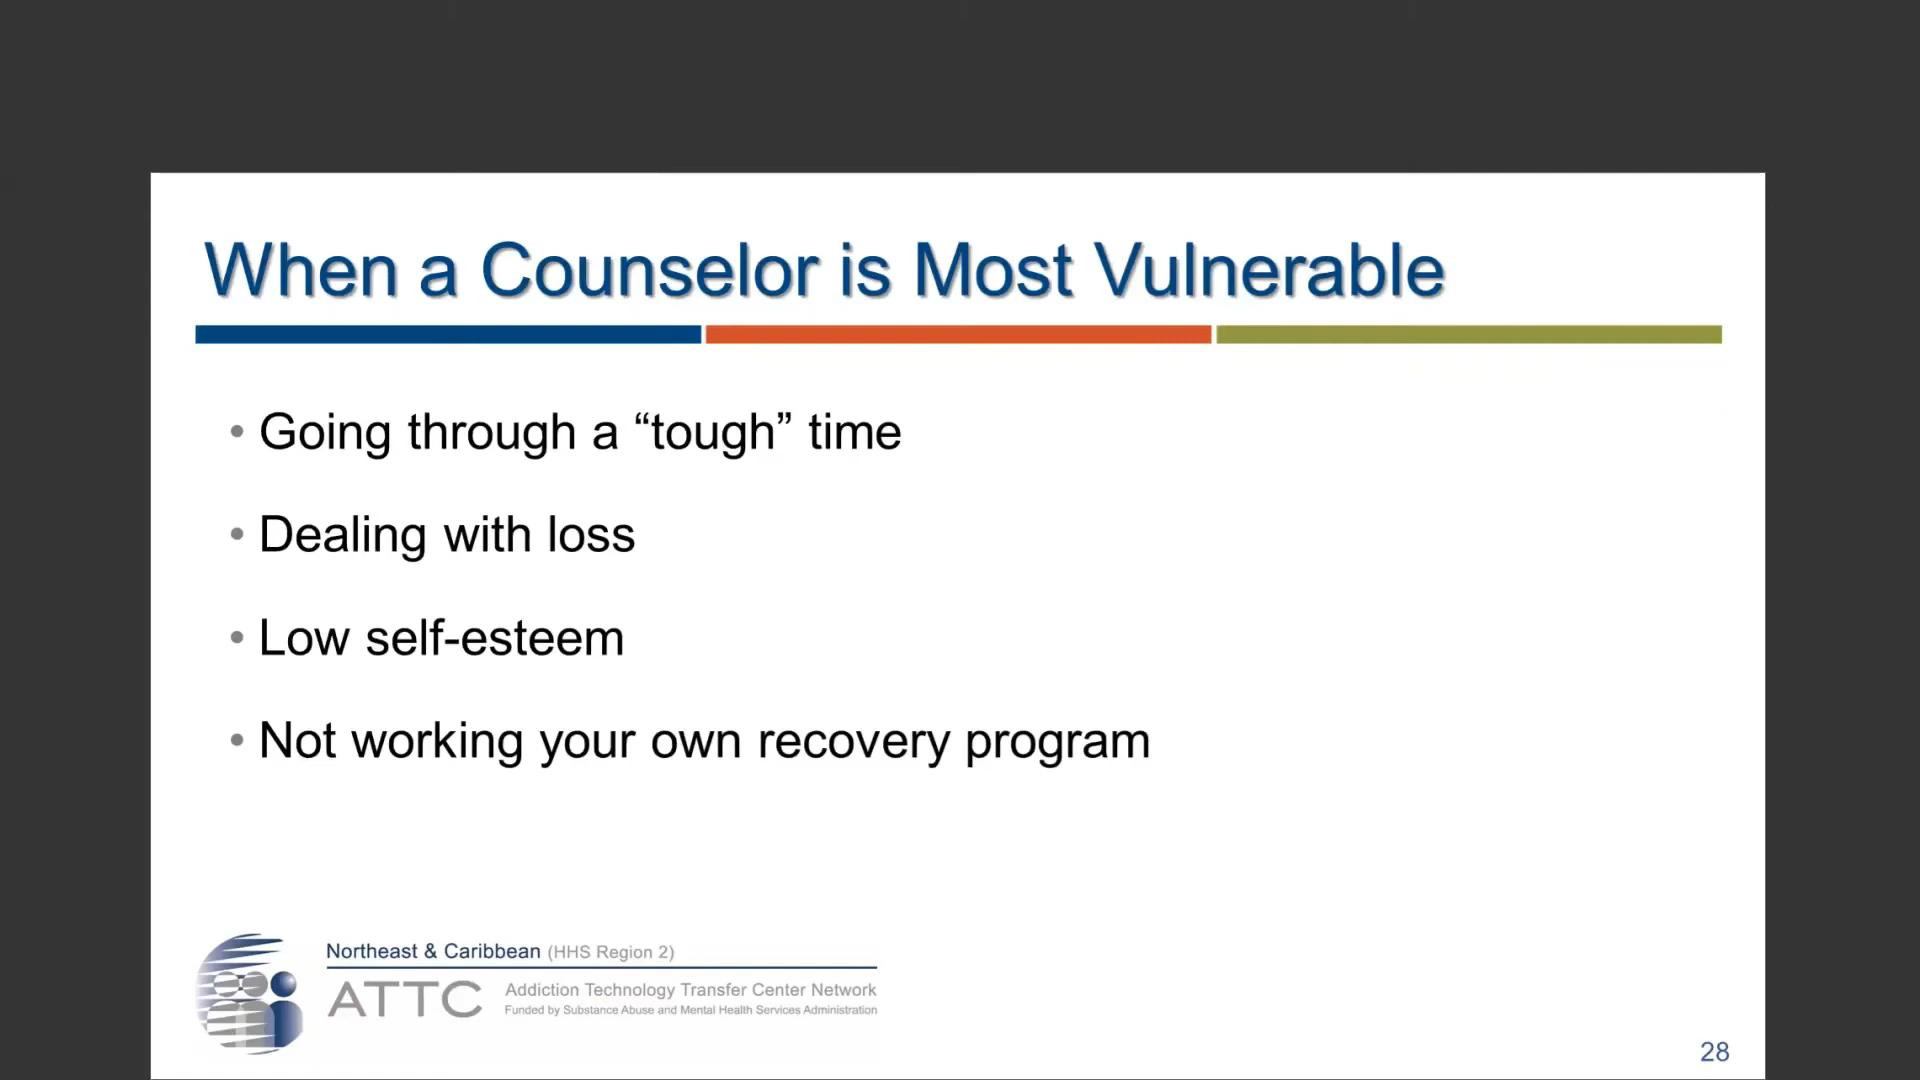 When a Counselor is Most Vulnerable
• Going through a “tough” time
• Dealing with loss
• Low self-esteem
• Not working your own recovery program
Northeast & Caribbean (HHS Region 2)
ATTC Addiction Technology Transfer Center Network
Funded by Substance Abuse and Mental Health Services Administration
28